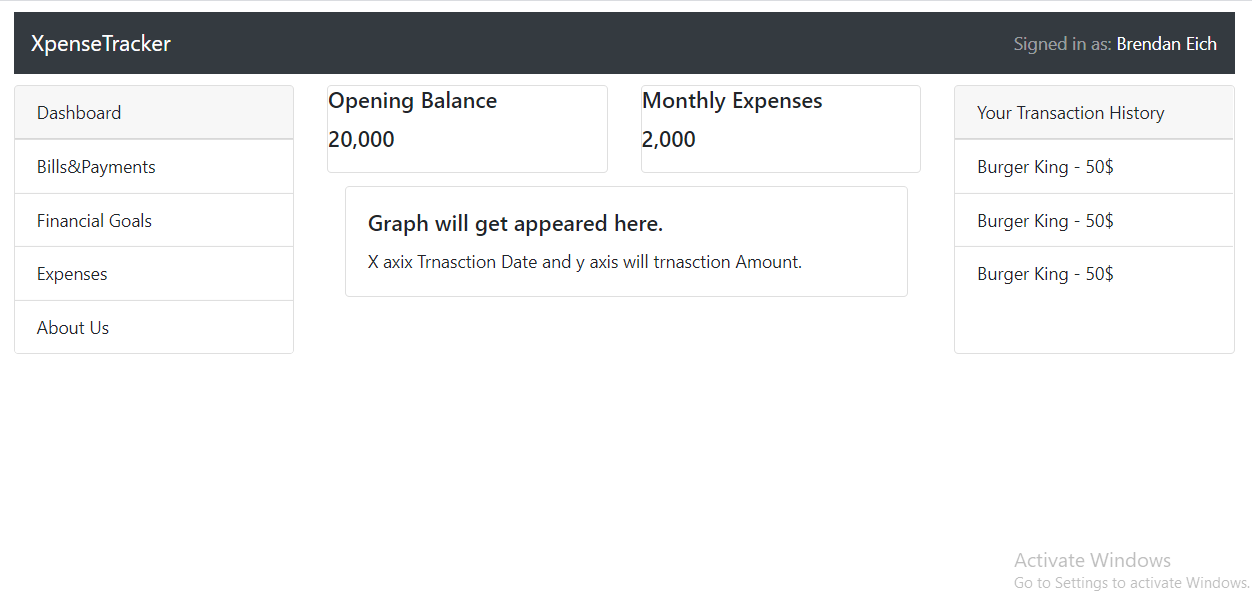 XpenseTracker
Signed in as: Brendan Eich
Dashboard
Bills&Payments
Financial Goals
Expenses
About Us
Opening Balance
20,000
Monthly Expenses
2,000
Graph will get appeared here.
X axix Trnasction Date and y axis will trnasction Amount.
Your Transaction History
Burger King - 50$
Burger King - 50$
Burger King - 50$
Activate Windows
Go to Settings to activate Windows.